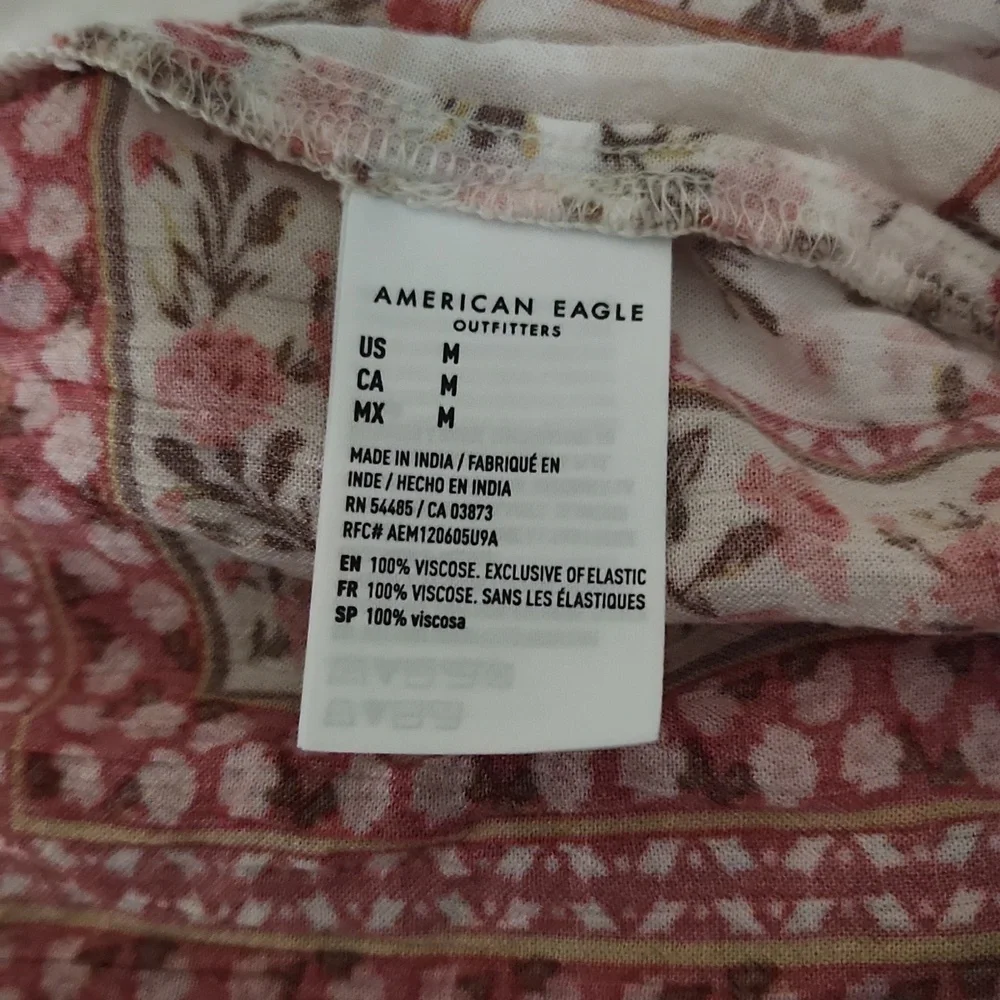 AMERICAN EAGLE
OUTFITTERS
US M
CA M
MX M
MADE IN INDIA / FABRIQUÉ EN
INDE / HECHO EN INDIA
RN 54485 / CA 03873
RFC# AEM120605U9A
EN 100% VISCOSE. EXCLUSIVE OF ELASTIC
FR 100% VISCOSE. SANS LES ÉLASTIQUES
SP 100% viscosa